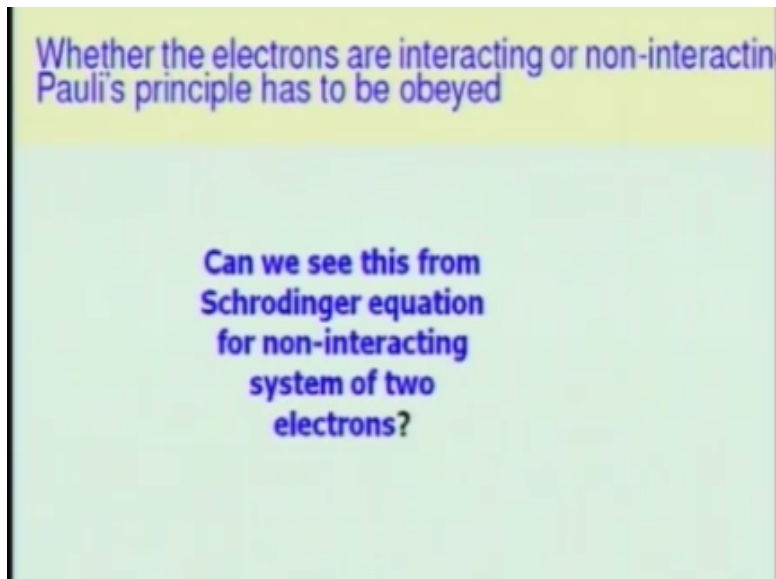 Whether the electrons are interacting or non-interactin
Pauli's principle has to be obeyed
Can we see this from
Schrodinger equation
for non-interacting
system of two
electrons?